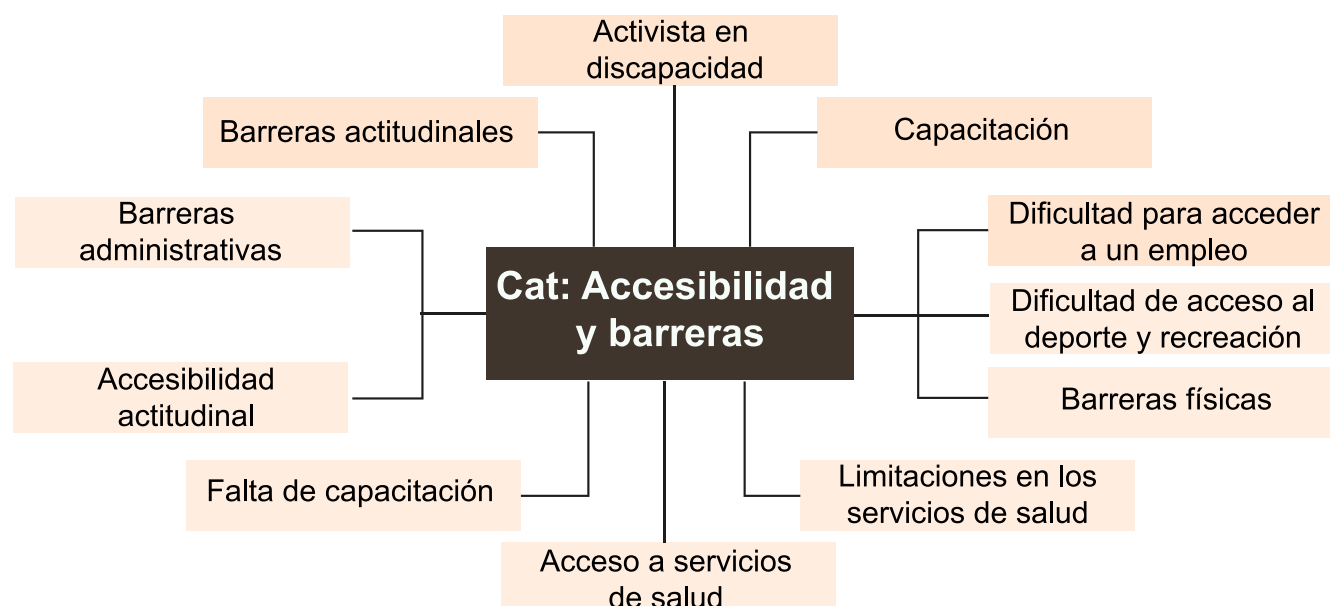 Activista en
discapacidad
Barreras actitudinales
Capacitación
Barreras
administrativas
Dificultad para acceder
a un empleo
Cat: Accesibilidad
y barreras
Dificultad de acceso al
deporte y recreación
Accesibilidad
actitudinal
Barreras físicas
Falta de capacitación
Limitaciones en los
servicios de salud
Acceso a servicios
de salud